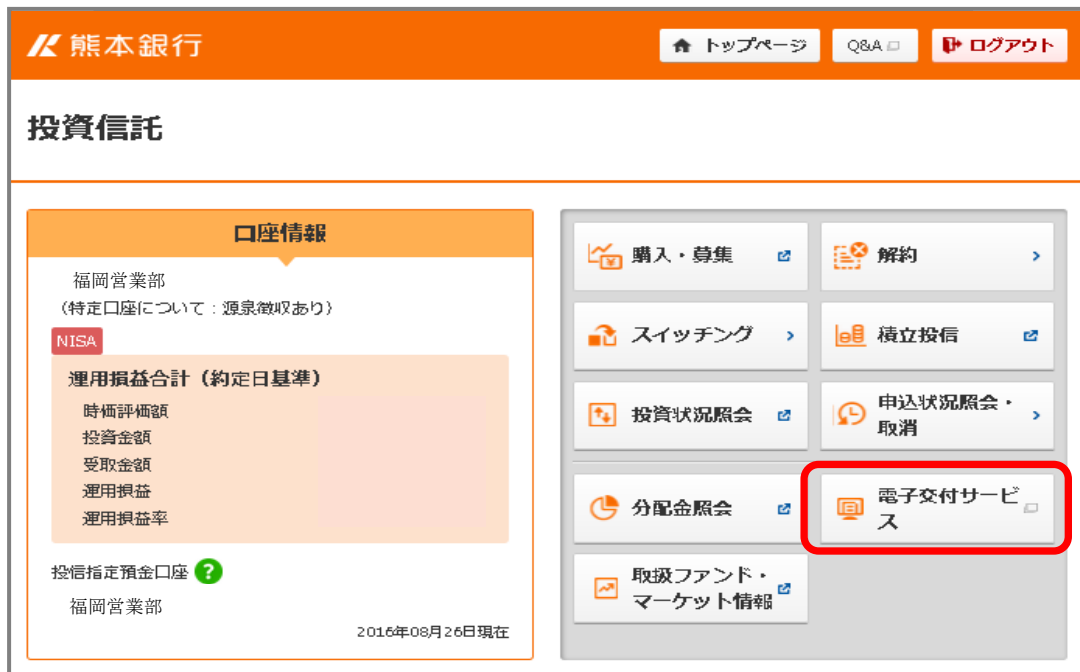 熊本銀行
トップページ
Q&A
ログアウト
投資信託
口座情報
福岡営業部
(特定口座について:源泉徴収あり)
NISA
運用損益合計(約定日基準)
時価評価額
投資金額
受取金額
運用損益
運用損益率
投信指定預金口座 ?
福岡営業部
2016年08月26日現在
購入・募集
解約
スイッチング
積立投信
投資状況照会
申込状況照会・
取消
分配金照会
電子交付サービ
ス
取扱ファンド・
マーケット情報